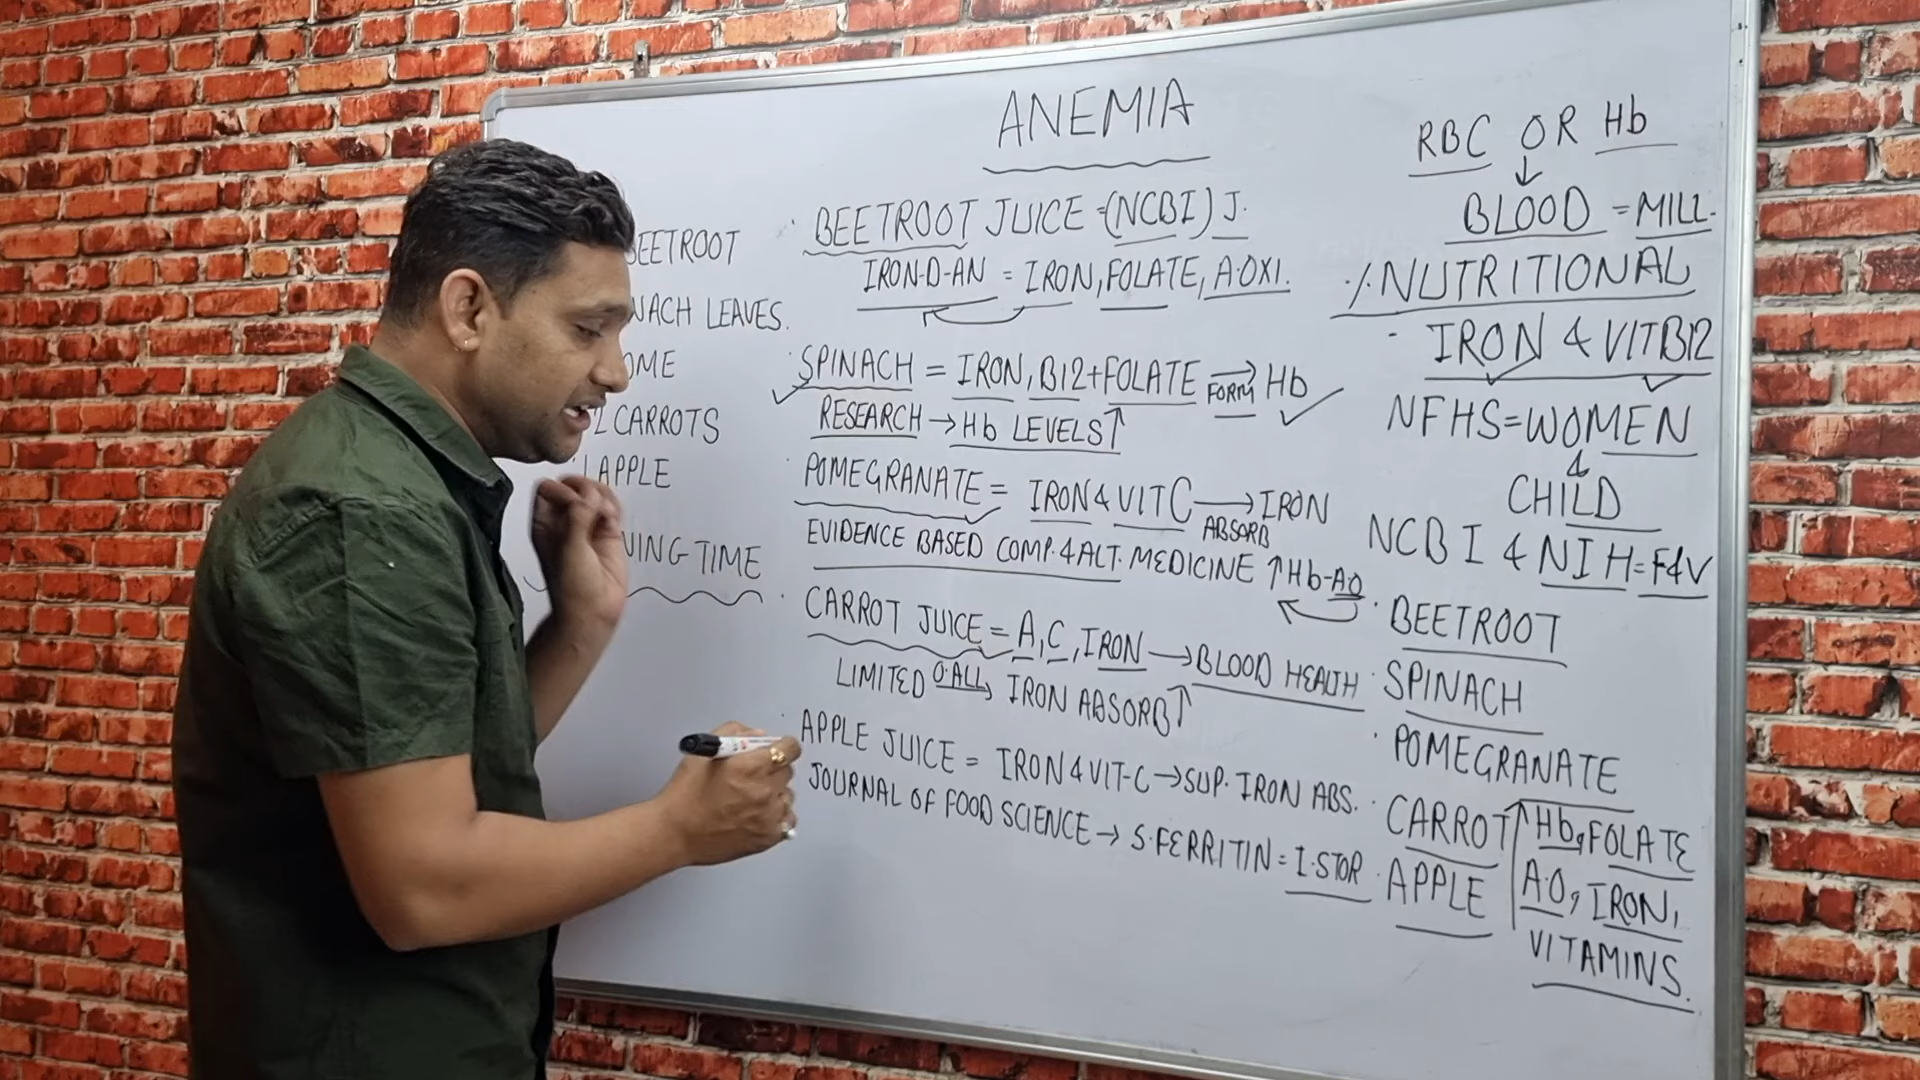 ANEMIA
EETROOT
NACH LEAVES.
OME
2 CARROTS
1 APPLE
NING TIME
BEETROOT JUICE = (NCBI) J.
IRON-D-AN = IRON, FOLATE, A·OXI.
SPINACH = IRON, B12+FOLATE → FORM Hb
RESEARCH → Hb LEVELS↑
POMEGRANATE = IRON & VIT C → ABSORB IRON
EVIDENCE BASED COMP. & ALT. MEDICINE ↑Hb-AO
CARROT JUICE = A, C, IRON → BLOOD HEALTH
LIMITED O·ALL → IRON ABSORB↑
APPLE JUICE = IRON & VIT-C → SUP. IRON ABS.
JOURNAL OF FOOD SCIENCE → S·FERRITIN = I·STOR
RBC OR Hb
↓
BLOOD = MILL.
·/. NUTRITIONAL
- IRON & VITB12
NFHS = WOMEN
&
CHILD
NCBI & NIH = F&V
· BEETROOT
· SPINACH
· POMEGRANATE
· CARROT
· APPLE
↑Hb, FOLATE
A·O, IRON,
VITAMINS.